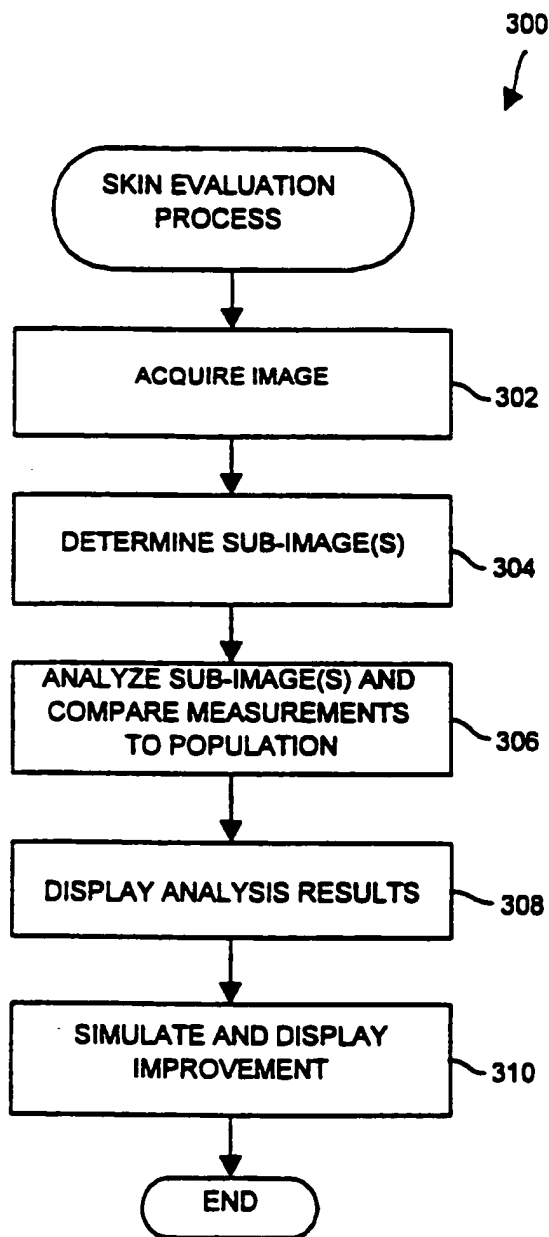 300
SKIN EVALUATION
PROCESS
ACQUIRE IMAGE
302
DETERMINE SUB-IMAGE(S)
304
ANALYZE SUB-IMAGE(S) AND
COMPARE MEASUREMENTS
TO POPULATION
306
DISPLAY ANALYSIS RESULTS
308
SIMULATE AND DISPLAY
IMPROVEMENT
310
END